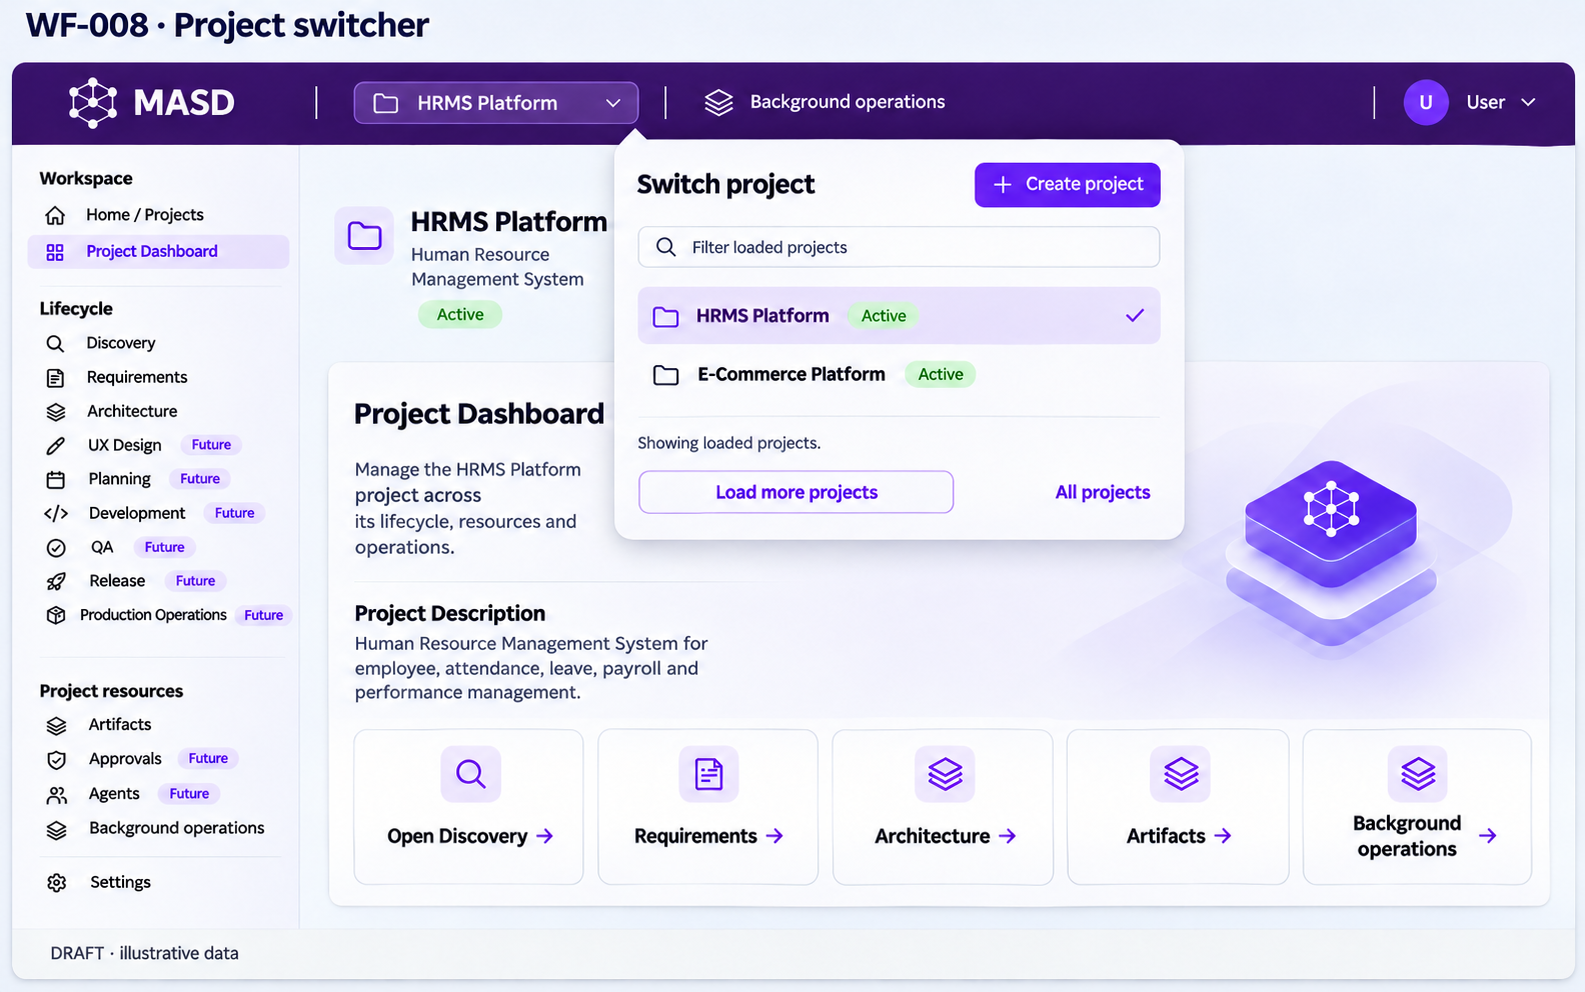 WF-008 · Project switcher
MASD
HRMS Platform
Background operations
U
User
Workspace
Home / Projects
Project Dashboard
Lifecycle
Discovery
Requirements
Architecture
UX Design Future
Planning Future
Development Future
QA Future
Release Future
Production Operations Future
Project resources
Artifacts
Approvals Future
Agents Future
Background operations
Settings
HRMS Platform
Human Resource
Management System
Active
Switch project
+ Create project
Filter loaded projects
HRMS Platform Active
E-Commerce Platform Active
Showing loaded projects.
Load more projects
All projects
Project Dashboard
Manage the HRMS Platform
project across
its lifecycle, resources and
operations.
Project Description
Human Resource Management System for
employee, attendance, leave, payroll and
performance management.
Open Discovery →
Requirements →
Architecture →
Artifacts →
Background
operations →
DRAFT · illustrative data